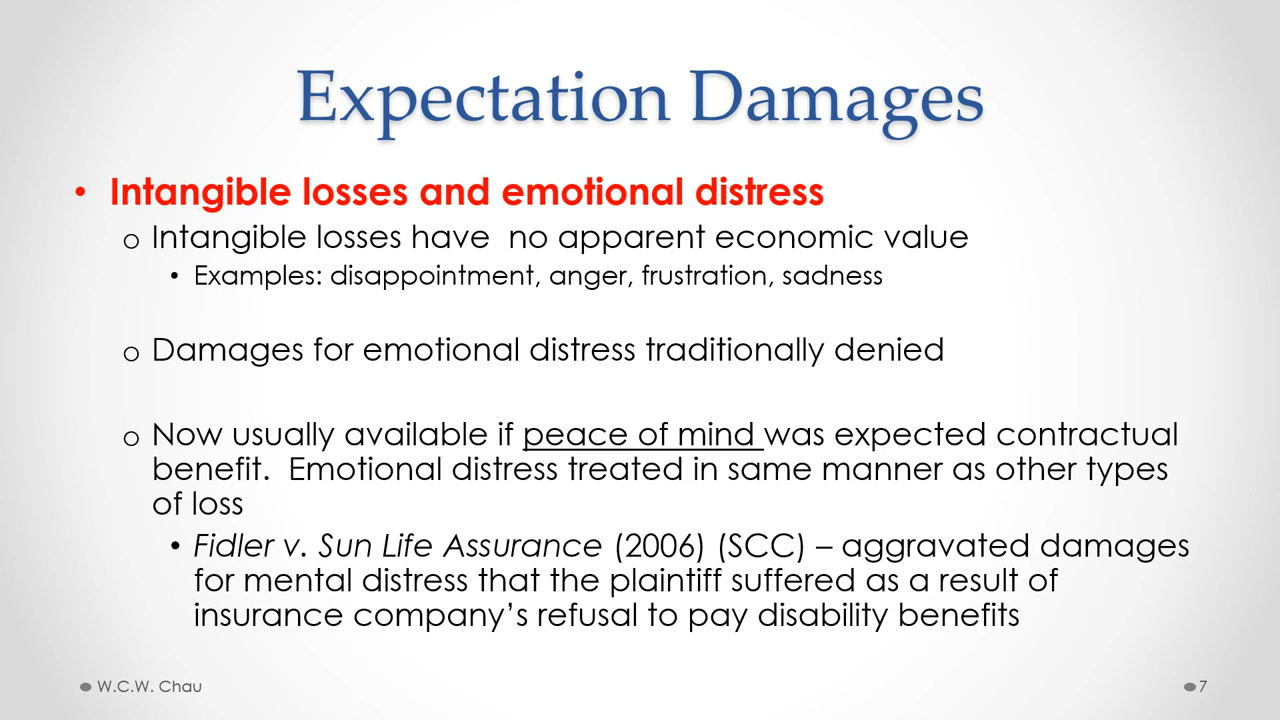 Expectation Damages
• Intangible losses and emotional distress
o Intangible losses have  no apparent economic value
• Examples: disappointment, anger, frustration, sadness
o Damages for emotional distress traditionally denied
o Now usually available if peace of mind was expected contractual
benefit.  Emotional distress treated in same manner as other types
of loss
• Fidler v. Sun Life Assurance (2006) (SCC) – aggravated damages
for mental distress that the plaintiff suffered as a result of
insurance company’s refusal to pay disability benefits
W.C.W. Chau
7